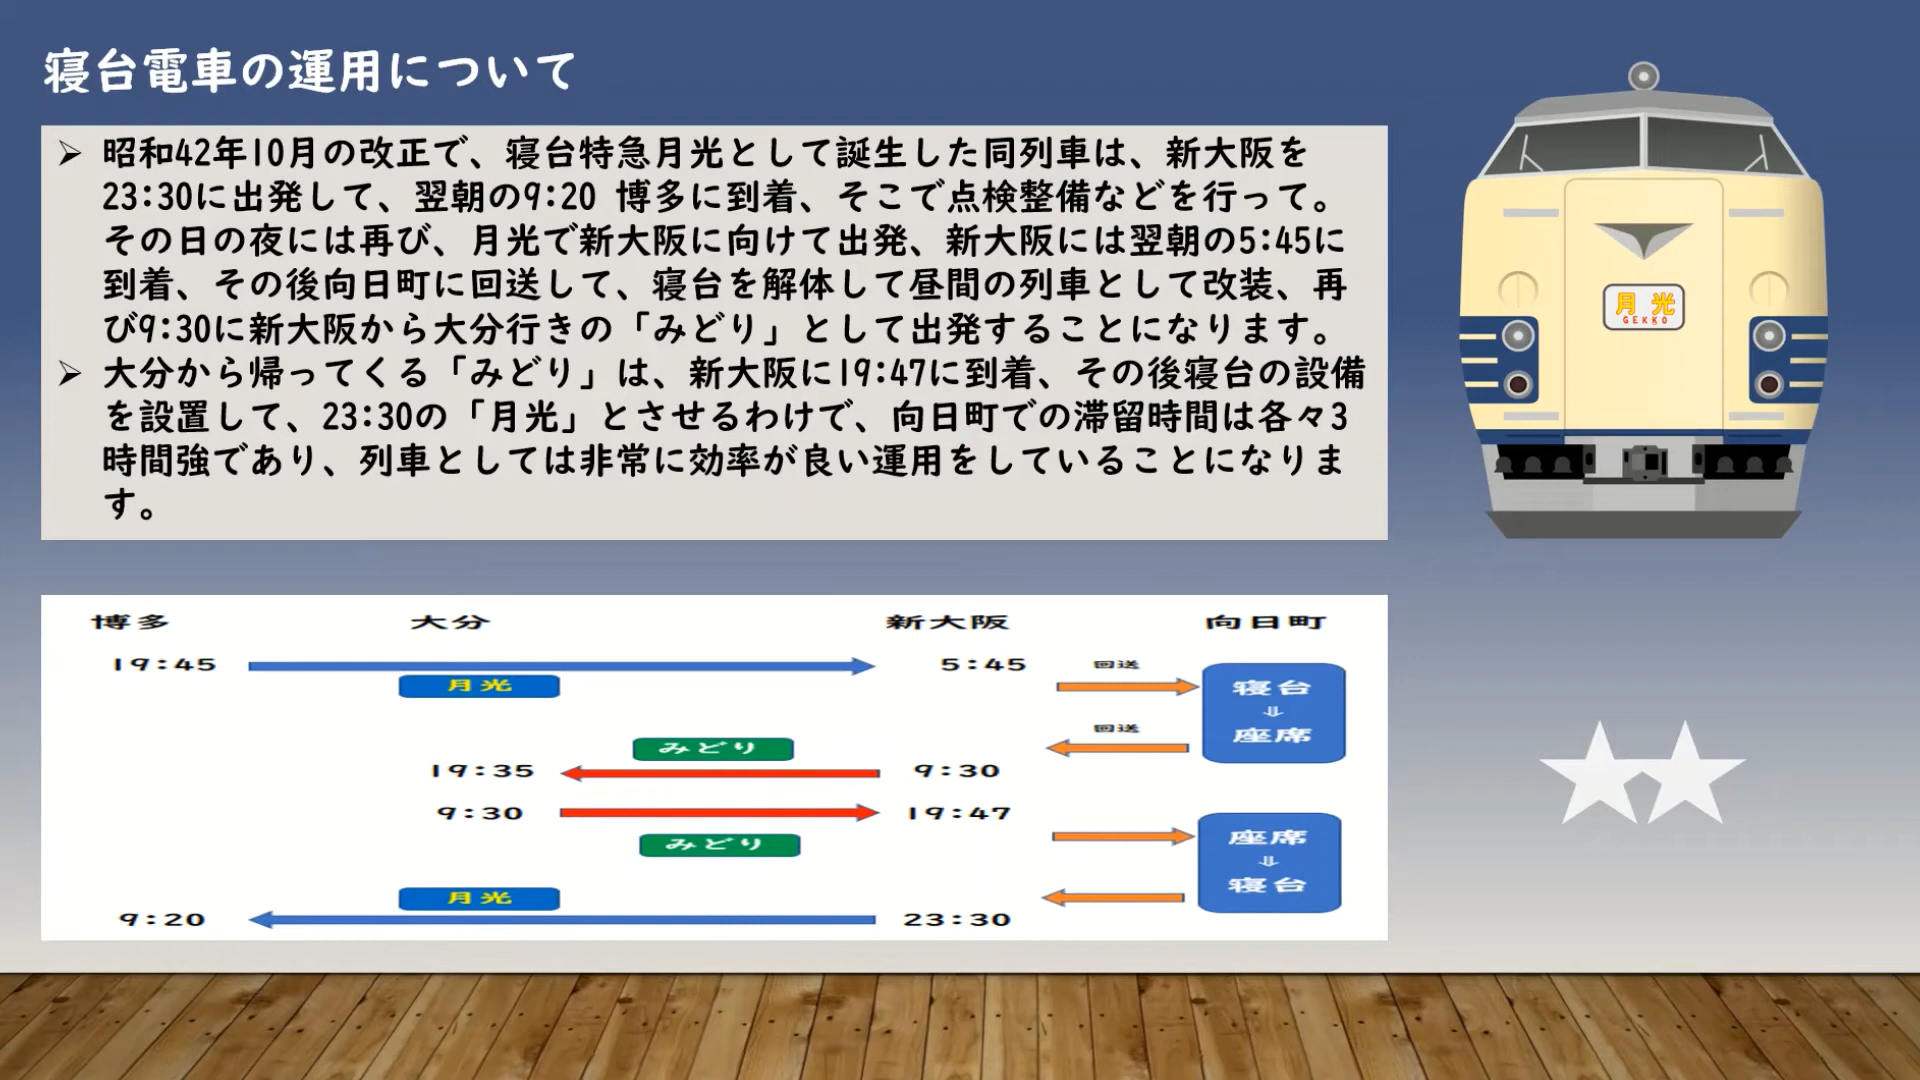 寝台電車の運用について
➢ 昭和42年10月の改正で、寝台特急月光として誕生した同列車は、新大阪を
23:30に出発して、翌朝の9:20 博多に到着、そこで点検整備などを行って。
その日の夜には再び、月光で新大阪に向けて出発、新大阪には翌朝の5:45に
到着、その後向日町に回送して、寝台を解体して昼間の列車として改装、再
び9:30に新大阪から大分行きの「みどり」として出発することになります。
➢ 大分から帰ってくる「みどり」は、新大阪に19:47に到着、その後寝台の設備
を設置して、23:30の「月光」とさせるわけで、向日町での滞留時間は各々3
時間強であり、列車としては非常に効率が良い運用をしていることになりま
す。
月光
GEKKO
博多 大分 新大阪 向日町
19:45 5:45 回送
月光
寝台
⇓
座席
回送
みどり
19:35 9:30
9:30 19:47
みどり
座席
⇓
寝台
月光
9:20 23:30